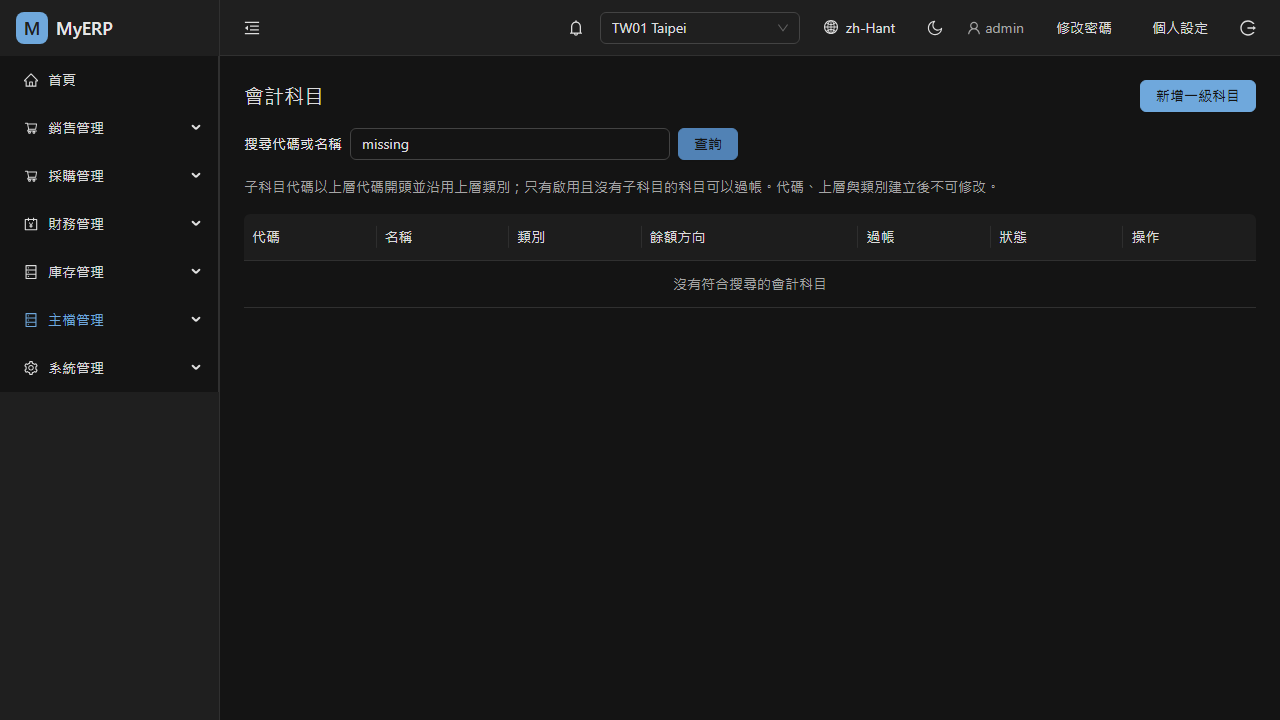 M MyERP
TW01 Taipei
zh-Hant
admin
修改密碼
個人設定
首頁
銷售管理
採購管理
財務管理
庫存管理
主檔管理
系統管理
會計科目
新增一級科目
搜尋代碼或名稱 missing 查詢
子科目代碼以上層代碼開頭並沿用上層類別；只有啟用且沒有子科目的科目可以過帳。代碼、上層與類別建立後不可修改。
代碼 名稱 類別 餘額方向 過帳 狀態 操作
沒有符合搜尋的會計科目